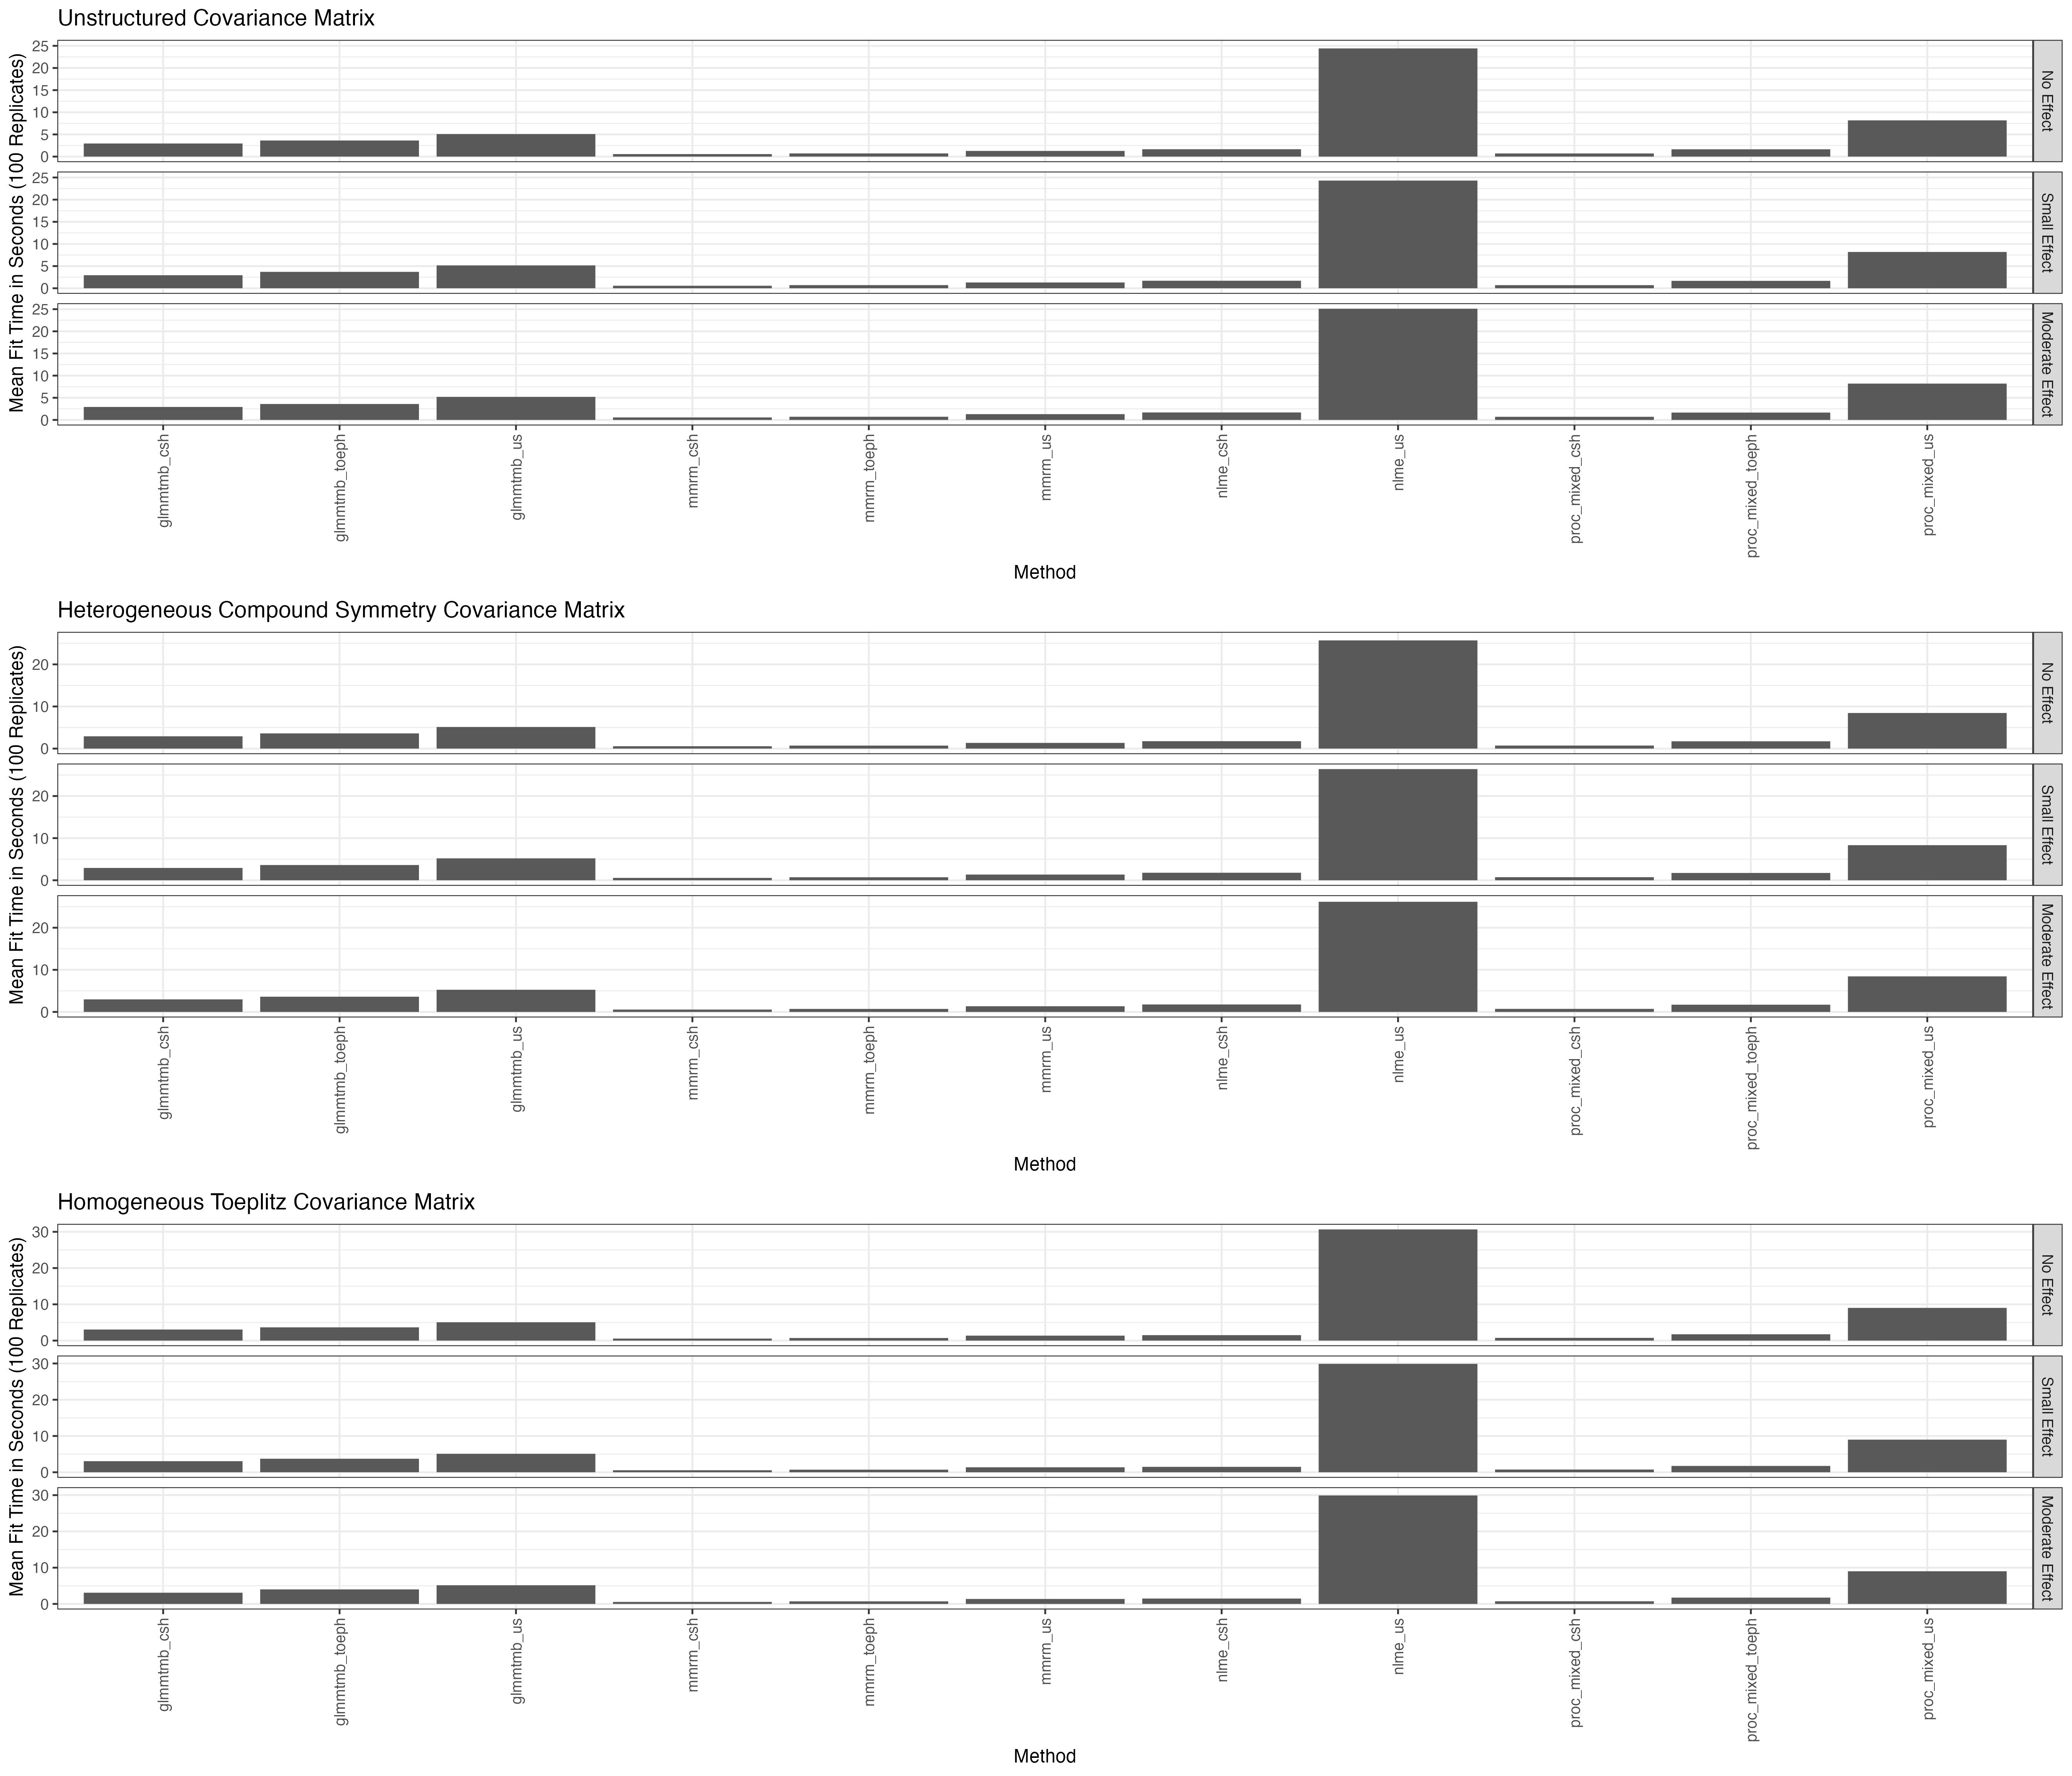 Unstructured Covariance Matrix
Mean Fit Time in Seconds (100 Replicates)
25
20
15
10
5
0
No Effect
25
20
15
10
5
0
Small Effect
25
20
15
10
5
0
Moderate Effect
glmmtmb_csh
glmmtmb_toeph
glmmtmb_us
mmrm_csh
mmrm_toeph
mmrm_us
nlme_csh
nlme_us
proc_mixed_csh
proc_mixed_toeph
proc_mixed_us
Method
Heterogeneous Compound Symmetry Covariance Matrix
Mean Fit Time in Seconds (100 Replicates)
20
10
0
No Effect
20
10
0
Small Effect
20
10
0
Moderate Effect
glmmtmb_csh
glmmtmb_toeph
glmmtmb_us
mmrm_csh
mmrm_toeph
mmrm_us
nlme_csh
nlme_us
proc_mixed_csh
proc_mixed_toeph
proc_mixed_us
Method
Homogeneous Toeplitz Covariance Matrix
Mean Fit Time in Seconds (100 Replicates)
30
20
10
0
No Effect
30
20
10
0
Small Effect
30
20
10
0
Moderate Effect
glmmtmb_csh
glmmtmb_toeph
glmmtmb_us
mmrm_csh
mmrm_toeph
mmrm_us
nlme_csh
nlme_us
proc_mixed_csh
proc_mixed_toeph
proc_mixed_us
Method